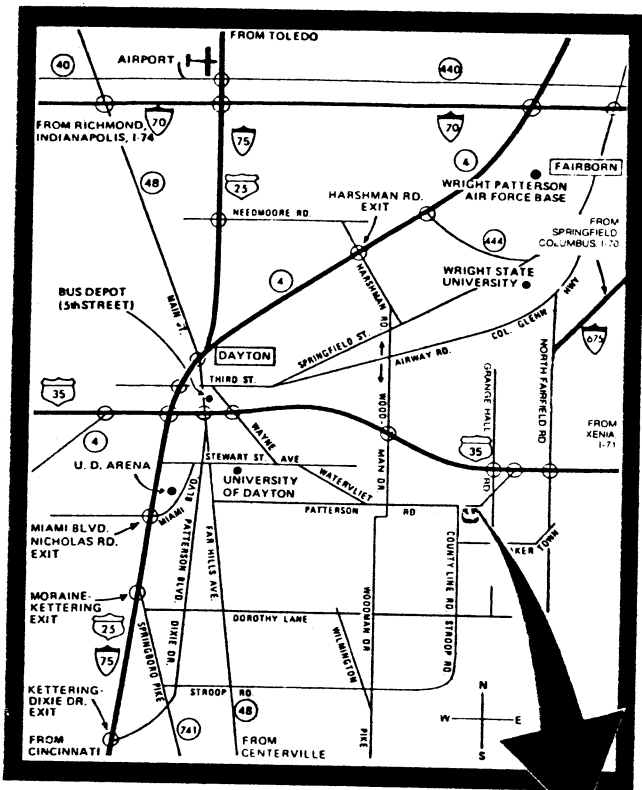 FROM TOLEDO
40
AIRPORT
440
FROM RICHMOND,
INDIANAPOLIS, I-74
70
75
70
4
48
25
FAIRBORN
WRIGHT PATTERSON
AIR FORCE BASE
HARSHMAN RD.
EXIT
NEEDMOORE RD.
FROM
SPRINGFIELD
COLUMBUS, I-70
444
4
WRIGHT STATE
UNIVERSITY
BUS DEPOT
(5th STREET)
MAIN ST.
HARSHMAN RD
SPRINGFIELD ST.
AIRWAY RD.
COL. GLENN HWY
675
DAYTON
THIRD ST.
35
WOOD-
MAN DR
GRANGE HALL
RD
NORTH FAIRFIELD RD
FROM
XENIA
I-71
35
4
WAYNE
AVE
STEWART ST.
U.D. ARENA
UNIVERSITY
OF DAYTON
WATERVLIET
PATTERSON RD
MIAMI BLVD
MIAMI BLVD.
NICHOLAS RD.
EXIT
PATTERSON BLVD.
FAR HILLS AVE.
COUNTY LINE RD
KER TOWN
MORAINE-
KETTERING
EXIT
25
75
DIXIE DR.
SPRINGBORO PIKE
DOROTHY LANE
WILMINGTON
PIKE
WOODMAN DR
STROOP RD
STROOP RD
KETTERING-
DIXIE DR.
EXIT
48
741
N
W E
S
FROM
CINCINNATI
FROM
CENTERVILLE